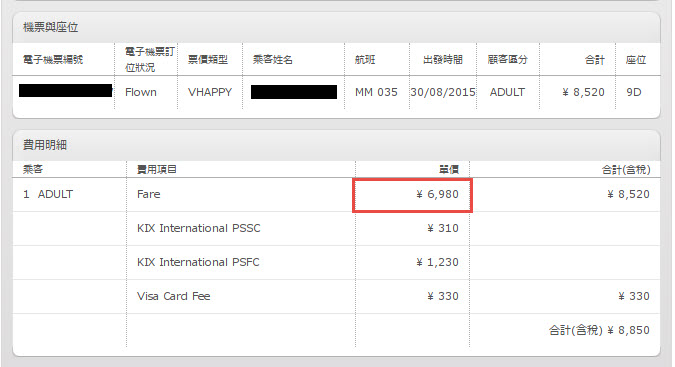 機票與座位
電子機票編號 電子機票訂位狀況 票價類型 乘客姓名 航班 出發時間 顧客區分 合計 座位
Flown VHAPPY MM 035 30/08/2015 ADULT ¥ 8,520 9D
費用明細
乘客 費用項目 單價 合計(含稅)
1 ADULT Fare ¥ 6,980 ¥ 8,520
KIX International PSSC ¥ 310
KIX International PSFC ¥ 1,230
Visa Card Fee ¥ 330 ¥ 330
合計(含稅) ¥ 8,850